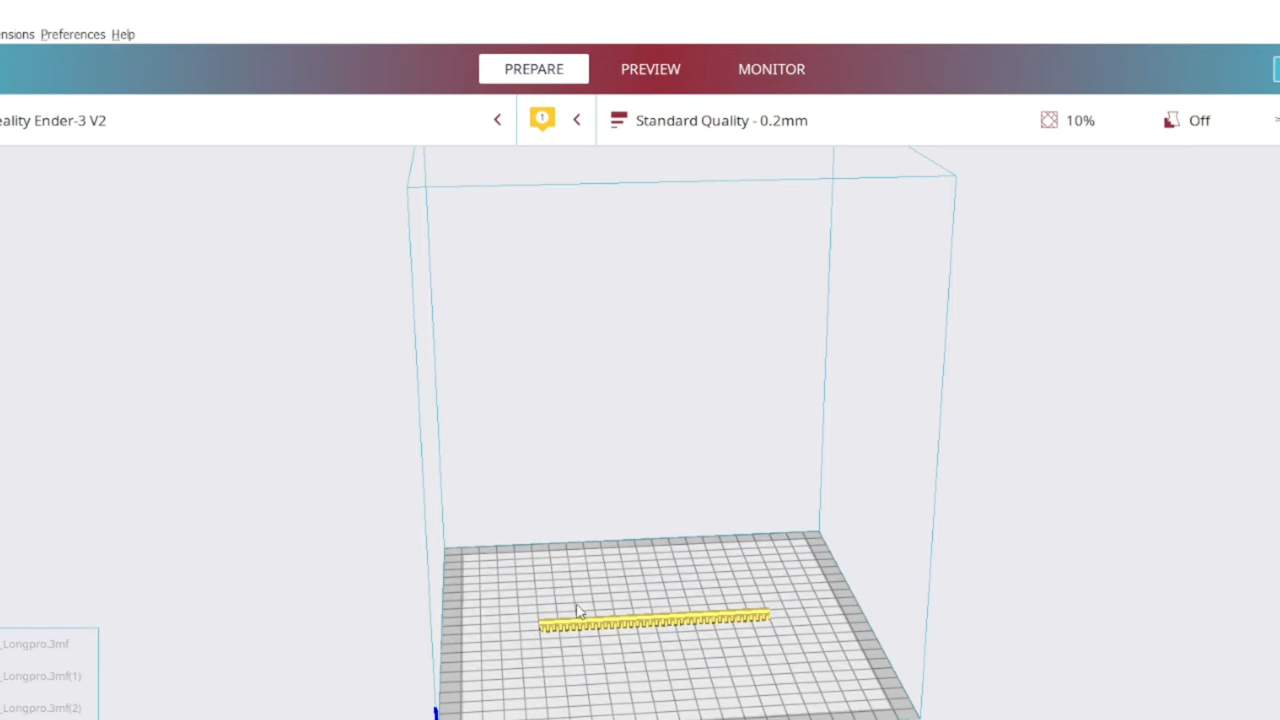 ensions Preferences Help
PREPARE PREVIEW MONITOR
eality Ender-3 V2
1
Standard Quality - 0.2mm
10%
Off
_Longpro.3mf
_Longpro.3mf(1)
_Longpro.3mf(2)